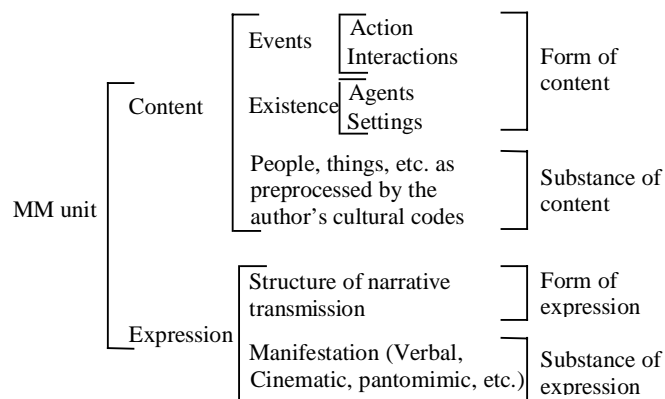 Events
Action
Interactions
Form of
content
Content
Existence
Agents
Settings
People, things, etc. as
preprocessed by the
author's cultural codes
Substance of
content
MM unit
Structure of narrative
transmission
Form of
expression
Expression
Manifestation (Verbal,
Cinematic, pantomimic, etc.)
Substance of
expression